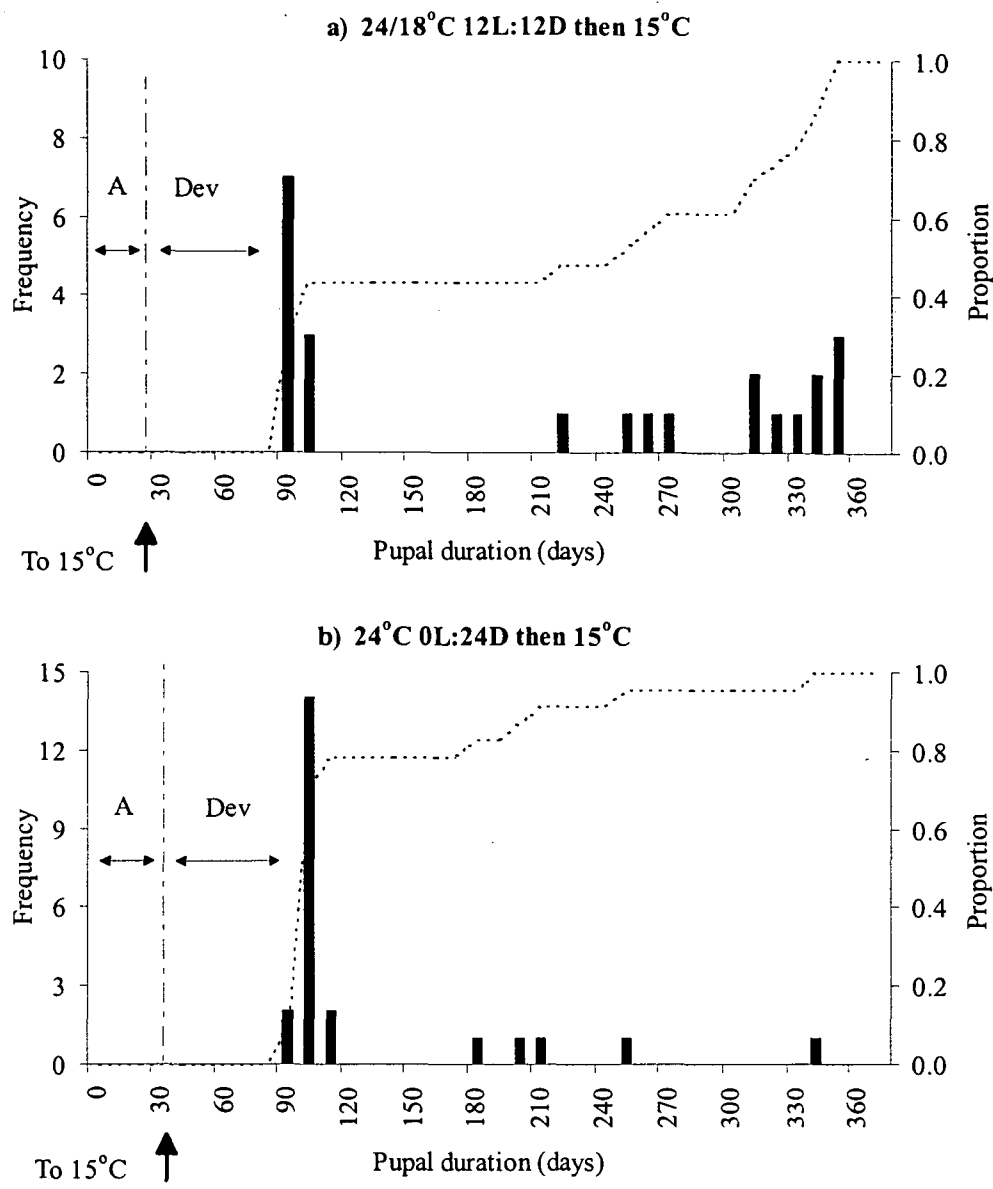 a) 24/18°C 12L:12D then 15°C
10
8
6
4
2
0
Frequency
A
Dev
1.0
0.8
0.6
0.4
0.2
0.0
Proportion
0 30 60 90 120 150 180 210 240 270 300 330 360
To 15°C
Pupal duration (days)
b) 24°C 0L:24D then 15°C
15
12
9
6
3
0
Frequency
A
Dev
1.0
0.8
0.6
0.4
0.2
0
Proportion
0 30 60 90 120 150 180 210 240 270 300 330 360
To 15°C
Pupal duration (days)